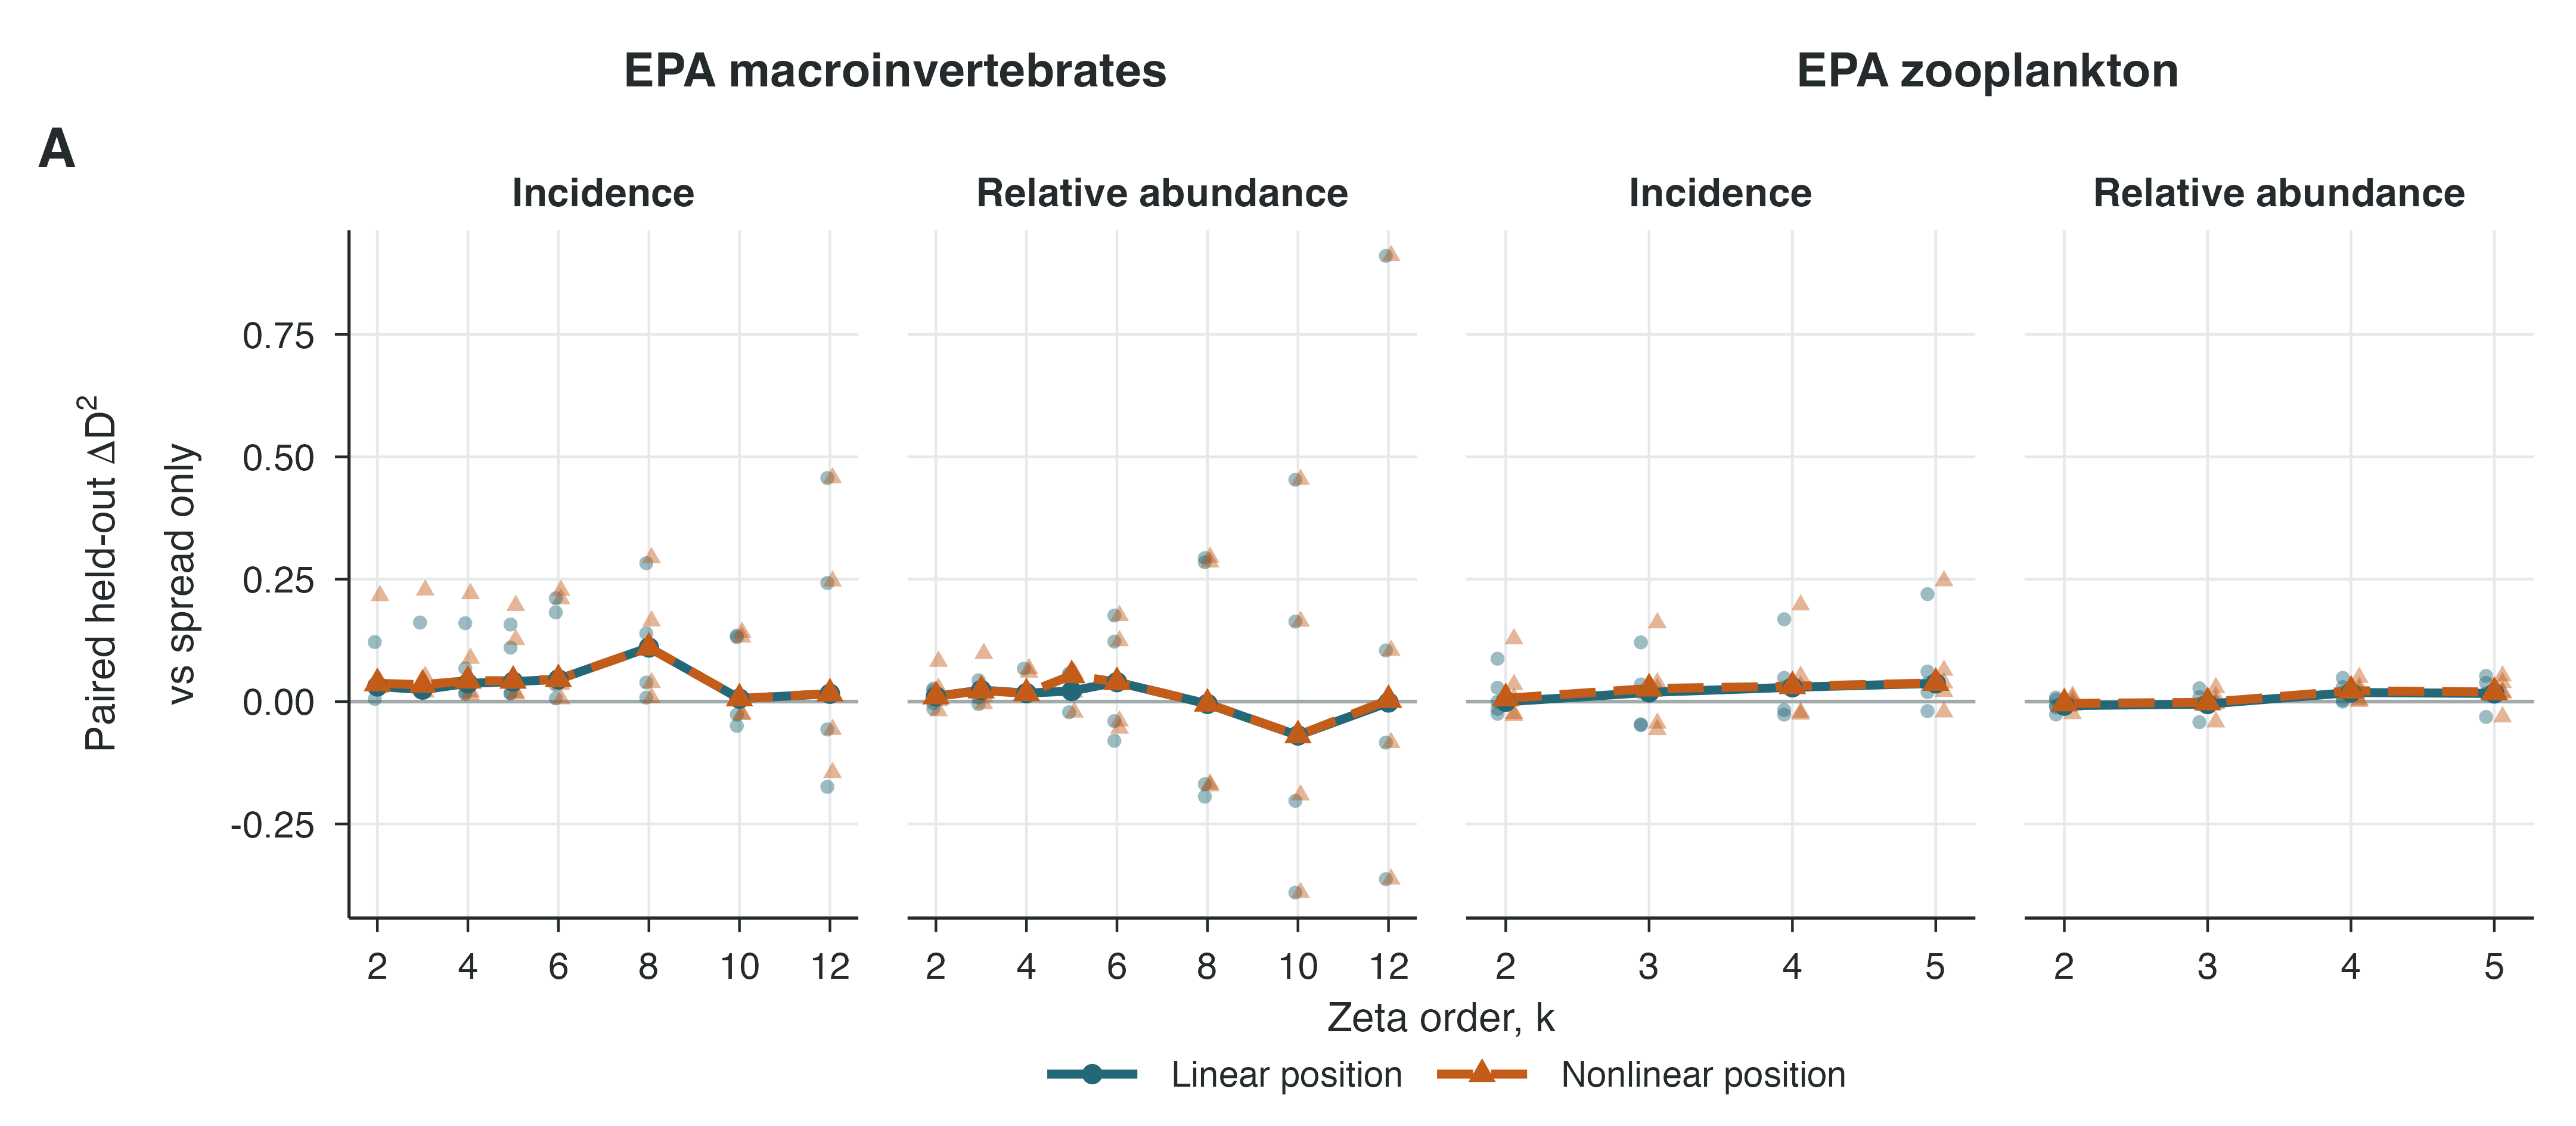 EPA macroinvertebrates
EPA zooplankton
A
Incidence
Relative abundance
Incidence
Relative abundance
Paired held-out ΔD²
vs spread only
0.75
0.50
0.25
0.00
-0.25
2 4 6 8 10 12
2 4 6 8 10 12
2 3 4 5
2 3 4 5
Zeta order, k
Linear position
Nonlinear position